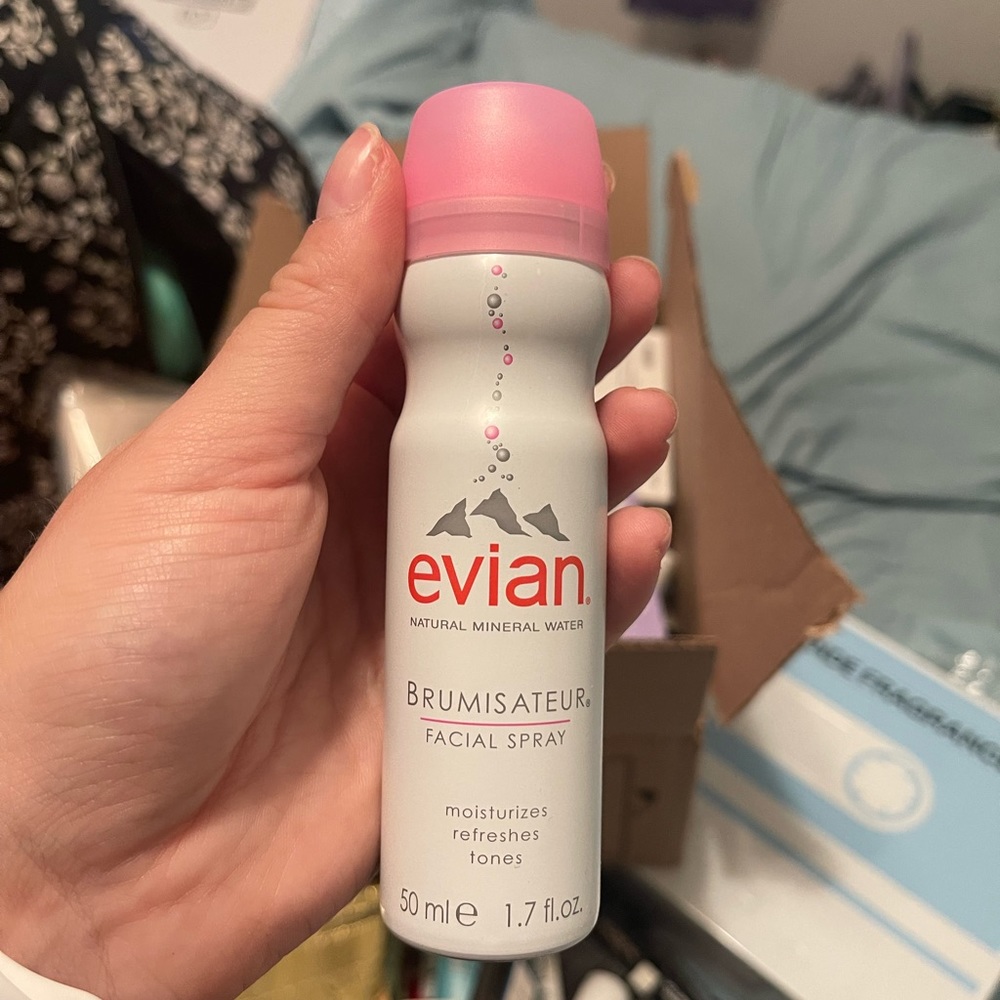 evian®
NATURAL MINERAL WATER
BRUMISATEUR®
FACIAL SPRAY
moisturizes
refreshes
tones
50 ml e 1.7 fl.oz.